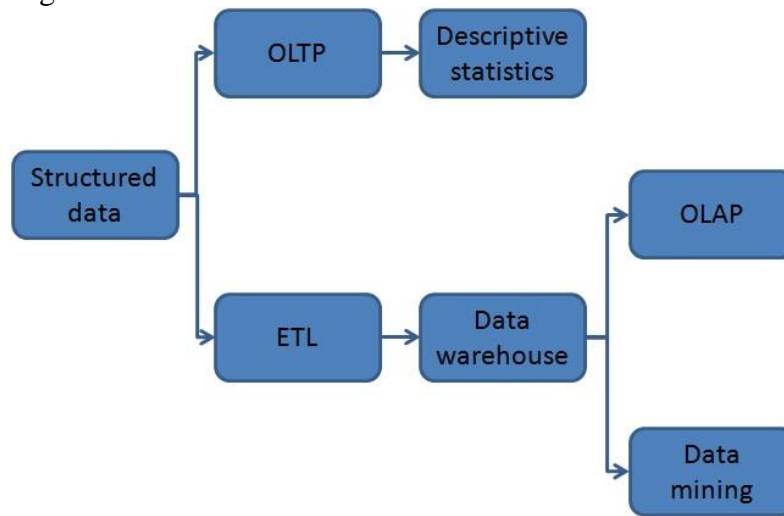 OLTP
Descriptive
statistics
Structured
data
OLAP
ETL
Data
warehouse
Data
mining